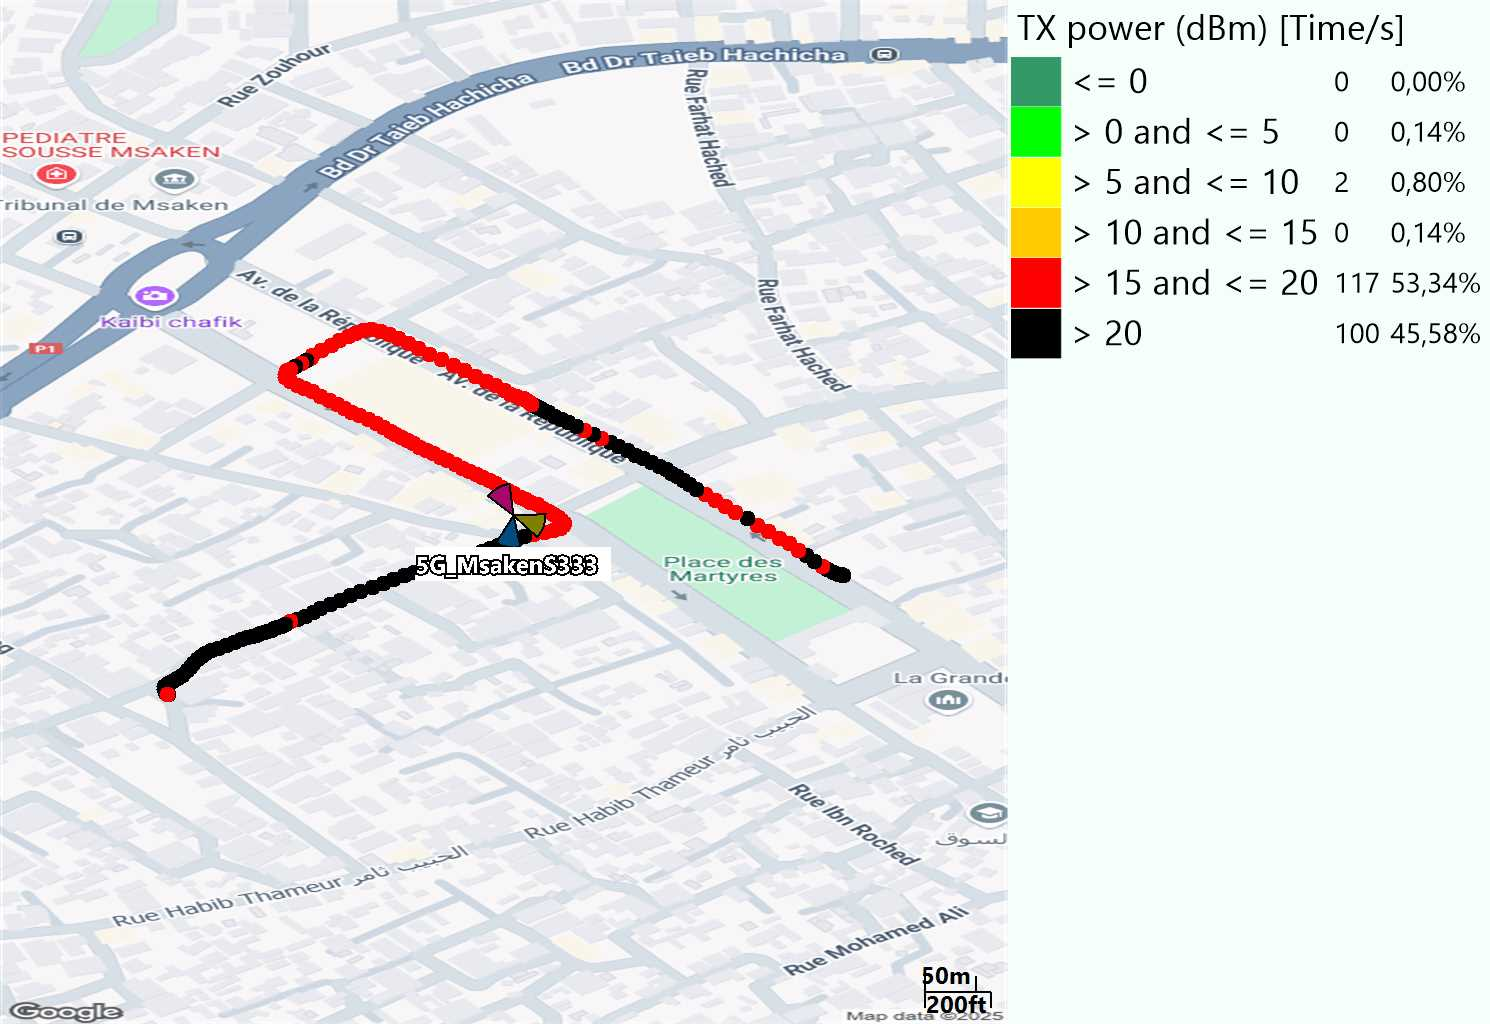 TX power (dBm) [Time/s]
<= 0 0 0,00%
> 0 and <= 5 0 0,14%
> 5 and <= 10 2 0,80%
> 10 and <= 15 0 0,14%
> 15 and <= 20 117 53,34%
> 20 100 45,58%
Rue Zouhour
Bd Dr Taieb Hachicha
Bd Dr Taieb Hachicha
Rue Farhat Hached
PEDIATRE
SOUSSE MSAKEN
Tribunal de Msaken
Kaibi chafik
P1
Av. de la République
Av. de la République
Rue Farhat Hached
5G_MsakenS333
Place des
Martyres
La Grande
الحبيب ثامر
Rue Habib Thameur
Rue Ibn Roched
السوق
Rue Habib Thameur الحبيب ثامر
Rue Mohamed Ali
50m
200ft
Google
Map data ©2025